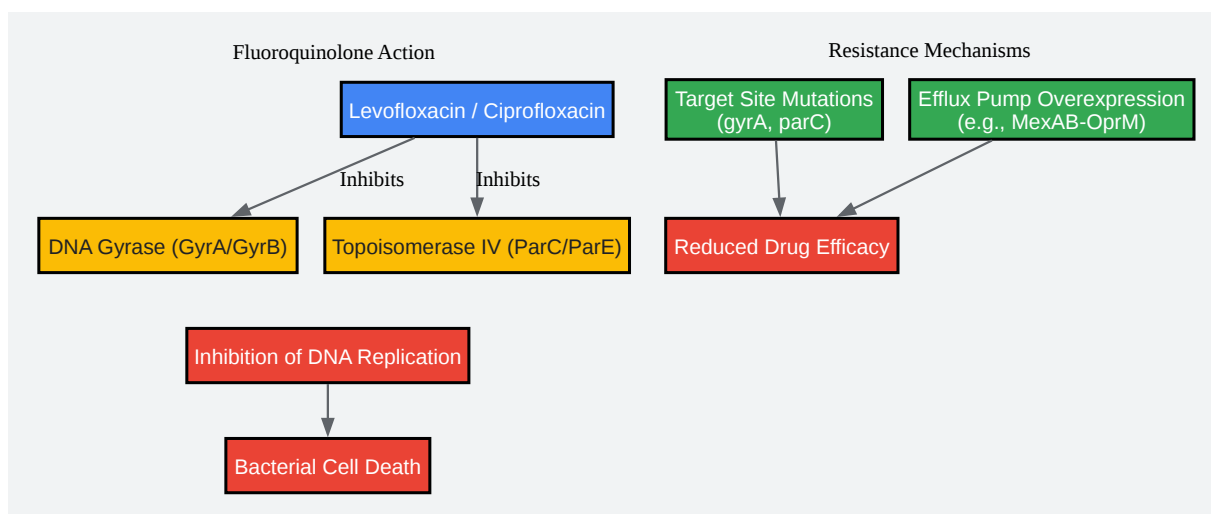 Fluoroquinolone Action
Levofloxacin / Ciprofloxacin
Inhibits
Inhibits
DNA Gyrase (GyrA/GyrB)
Topoisomerase IV (ParC/ParE)
Inhibition of DNA Replication
Bacterial Cell Death
Resistance Mechanisms
Target Site Mutations
(gyrA, parC)
Efflux Pump Overexpression
(e.g., MexAB-OprM)
Reduced Drug Efficacy